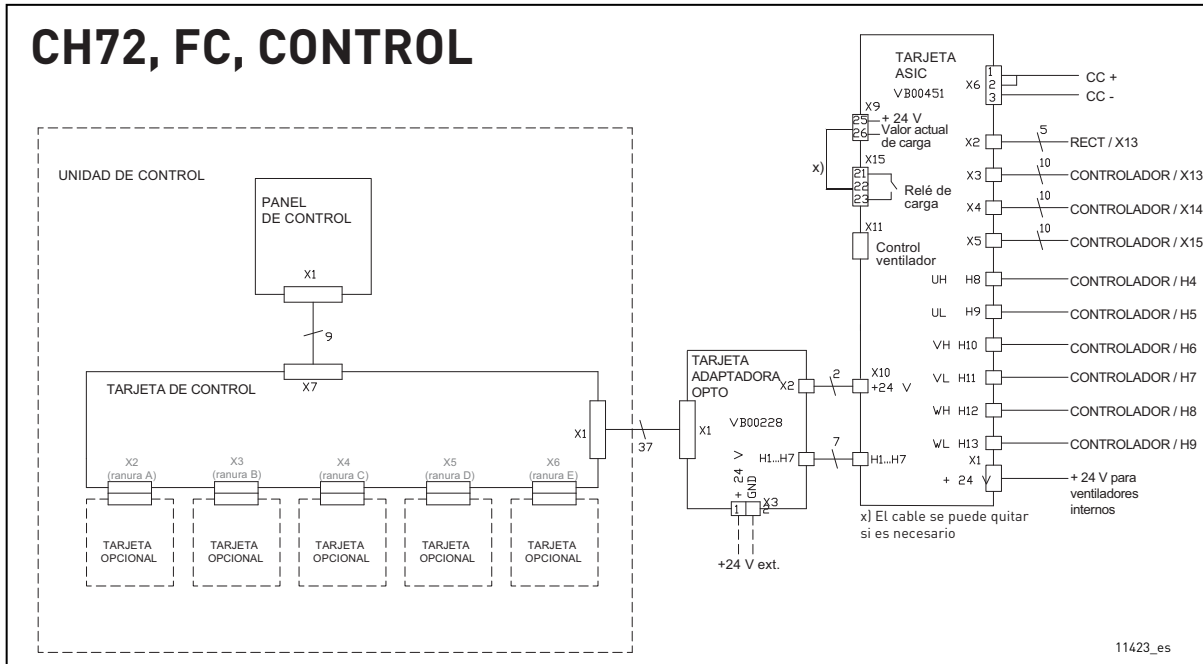 CH72, FC, CONTROL
UNIDAD DE CONTROL
PANEL
DE CONTROL
X1
9
X7
TARJETA DE CONTROL
X1
37
X2
(ranura A)
X3
(ranura B)
X4
(ranura C)
X5
(ranura D)
X6
(ranura E)
TARJETA
OPCIONAL
TARJETA
OPCIONAL
TARJETA
OPCIONAL
TARJETA
OPCIONAL
TARJETA
OPCIONAL
TARJETA
ADAPTADORA
OPTO
X2
2
X1
VB00228
H1...H7
7
+ 24 V
GND
X3
1
2
+24 V ext.
TARJETA
ASIC
VB00451
X6
1
2
3
CC +
CC -
X9
25
26
+ 24 V
Valor actual
de carga
x)
X15
21
22
23
Relé de
carga
X11
Control
ventilador
X10
+24 V
H1...H7
X2
5
RECT / X13
X3
10
CONTROLADOR / X13
X4
10
CONTROLADOR / X14
X5
10
CONTROLADOR / X15
UH H8
CONTROLADOR / H4
UL H9
CONTROLADOR / H5
VH H10
CONTROLADOR / H6
VL H11
CONTROLADOR / H7
WH H12
CONTROLADOR / H8
WL H13
CONTROLADOR / H9
X1
+ 24 V
+ 24 V para
ventiladores
internos
x) El cable se puede quitar
si es necesario
11423_es